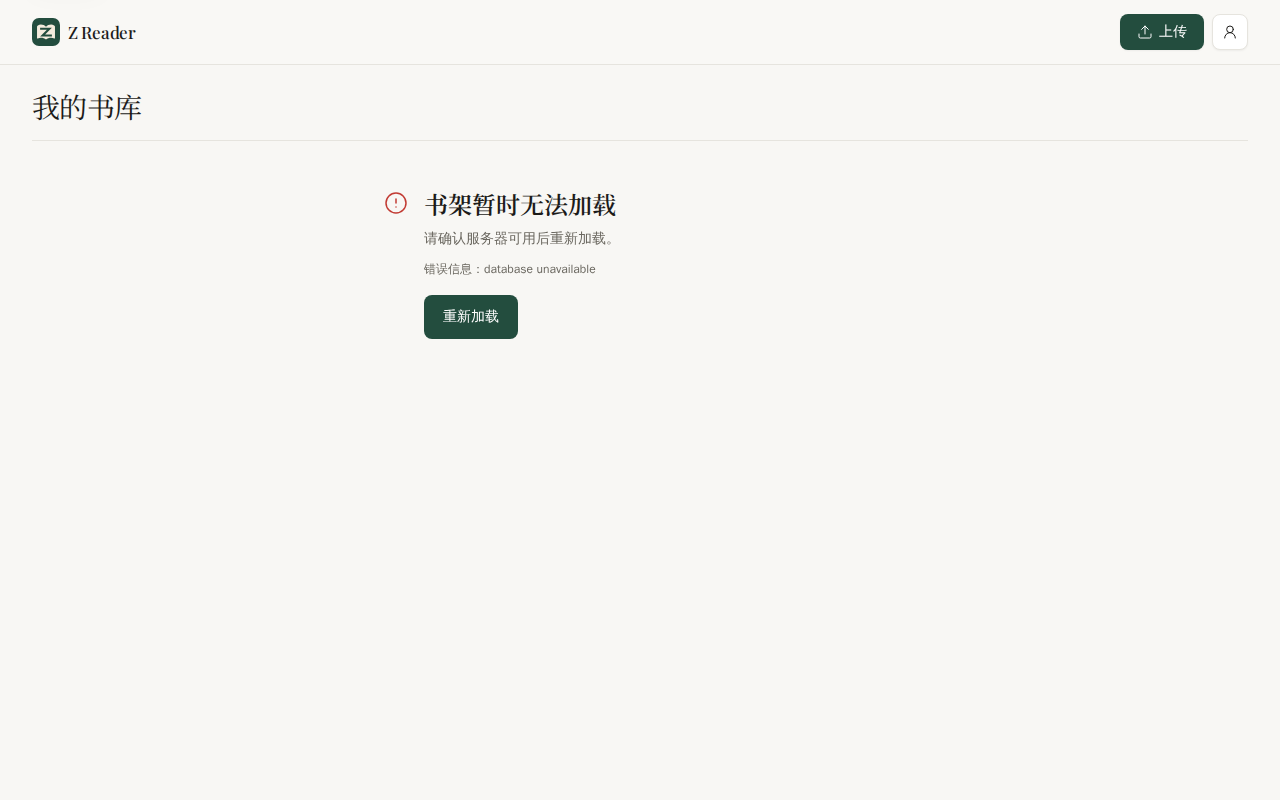 Z Reader
上传
我的书库
书架暂时无法加载
请确认服务器可用后重新加载。
错误信息：database unavailable
重新加载